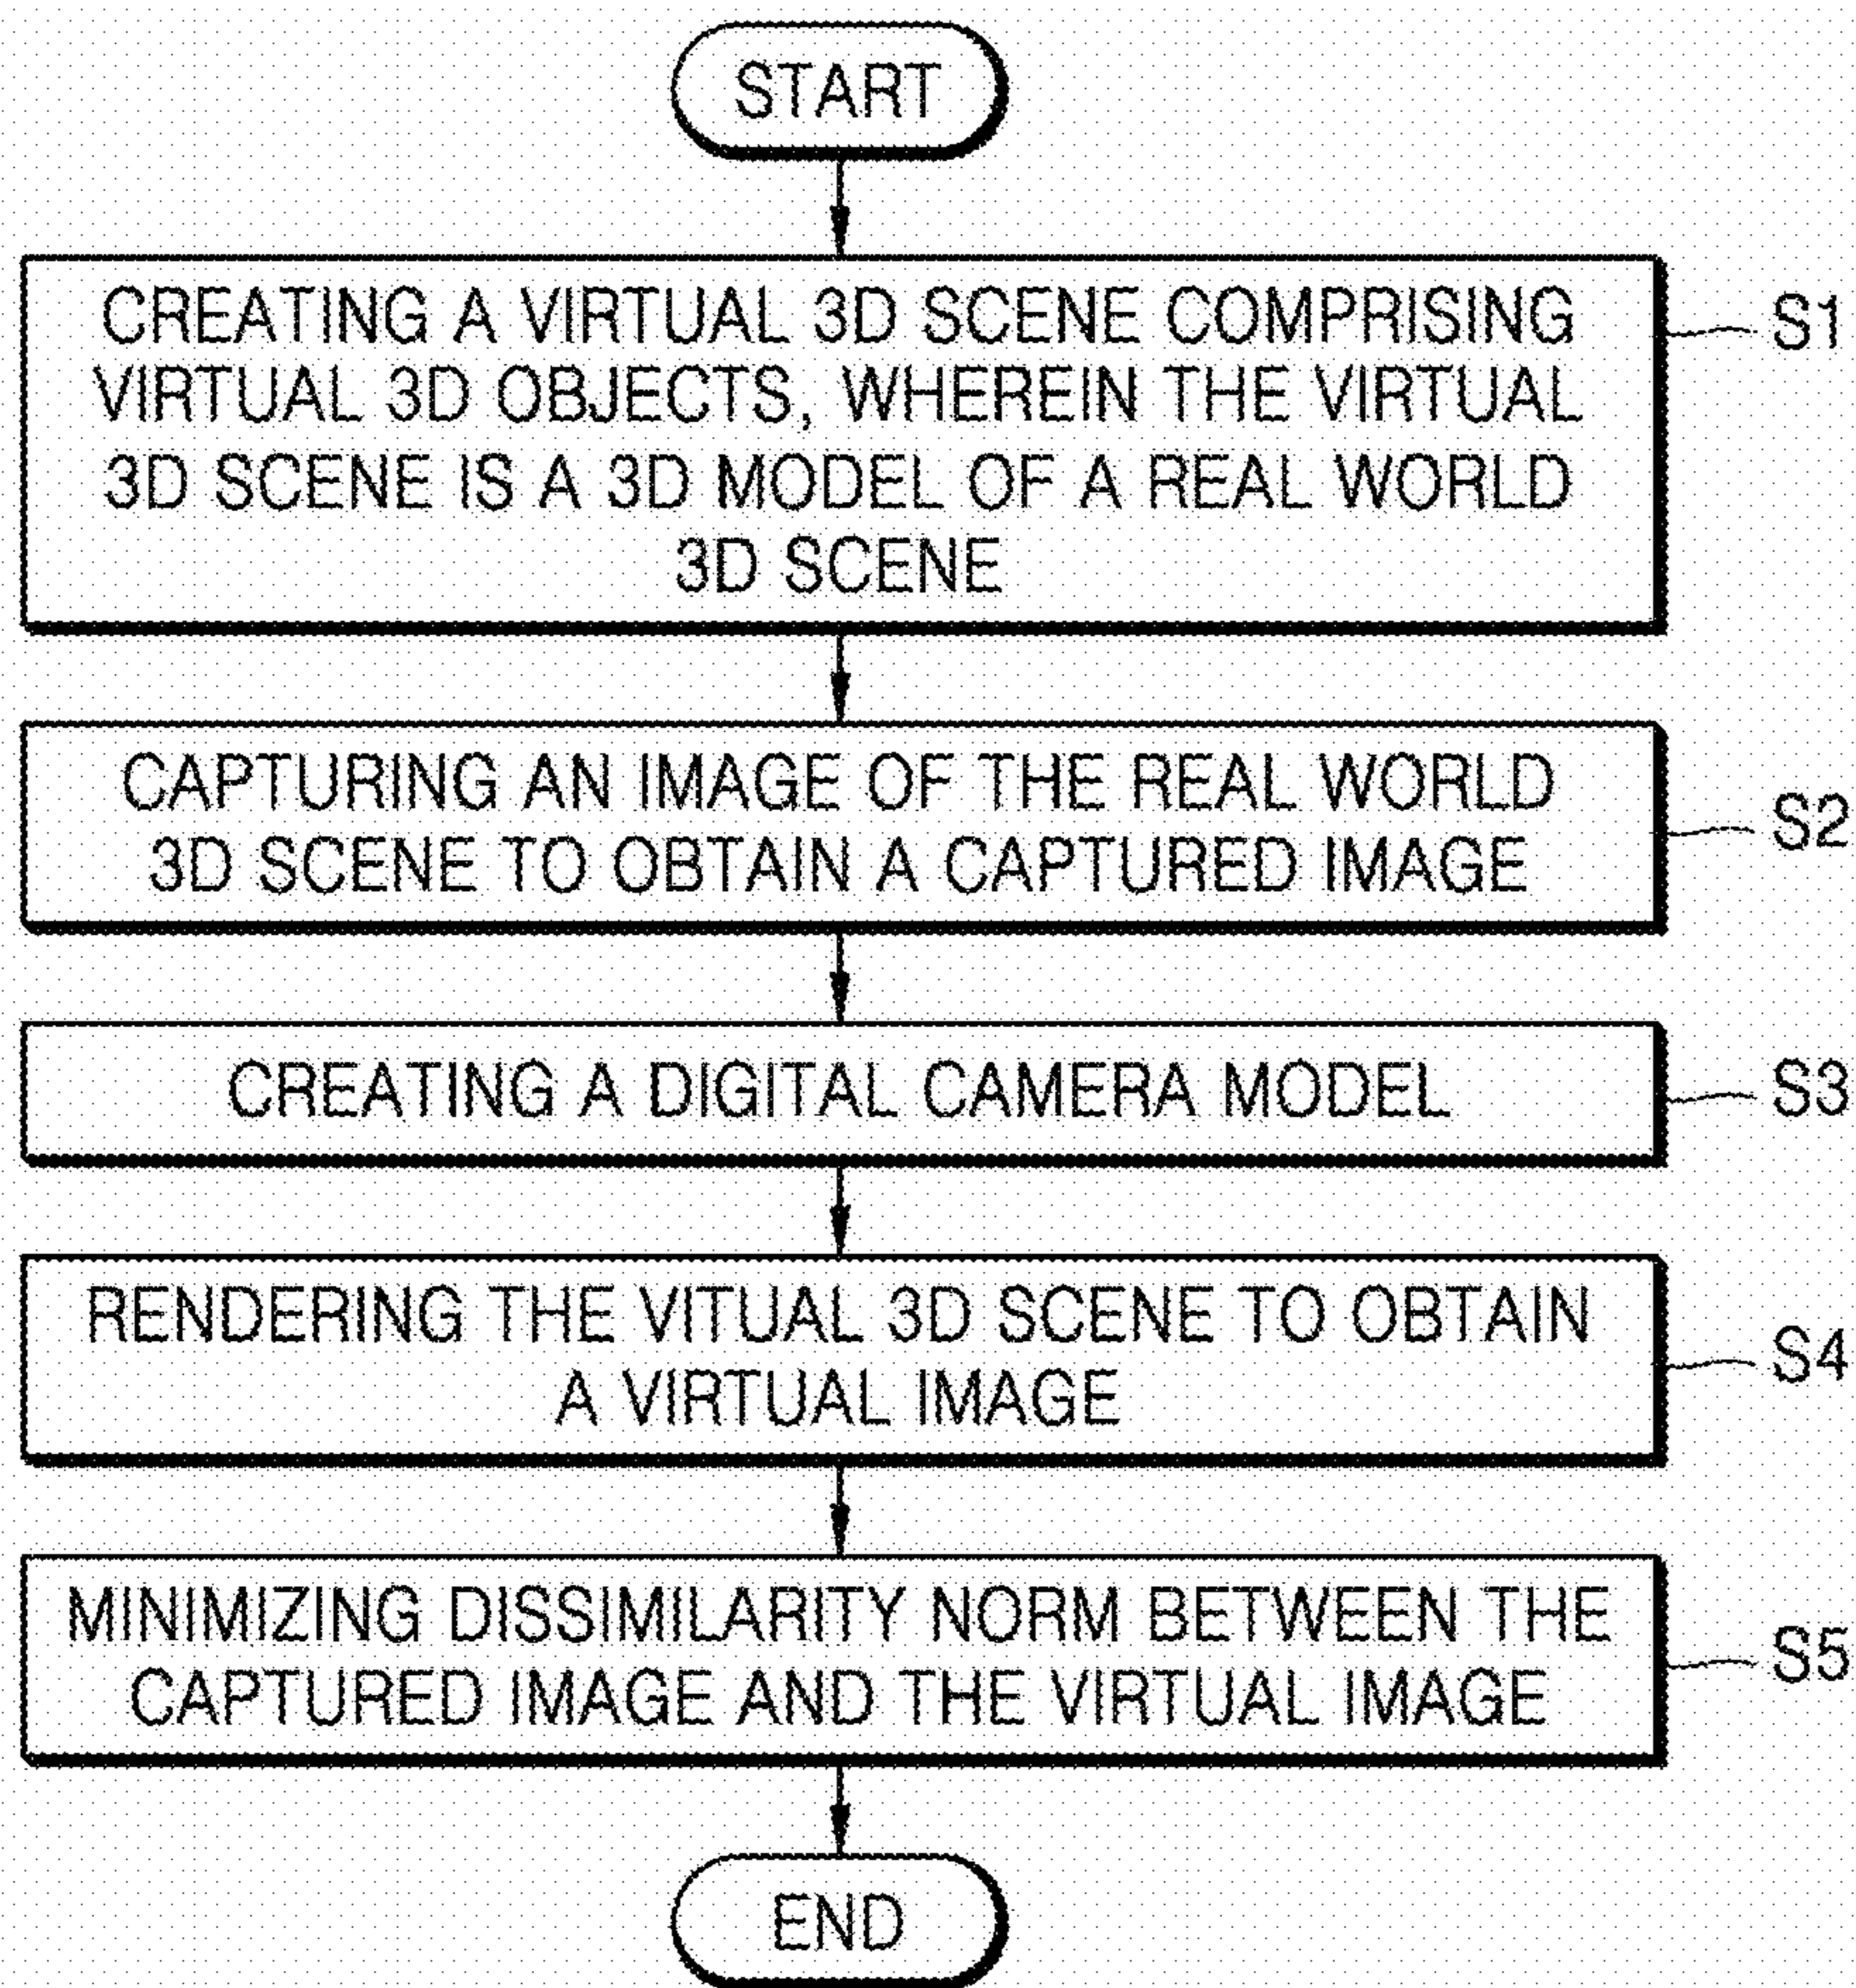 START
CREATING A VIRTUAL 3D SCENE COMPRISING
VIRTUAL 3D OBJECTS, WHEREIN THE VIRTUAL
3D SCENE IS A 3D MODEL OF A REAL WORLD
3D SCENE
S1
CAPTURING AN IMAGE OF THE REAL WORLD
3D SCENE TO OBTAIN A CAPTURED IMAGE
S2
CREATING A DIGITAL CAMERA MODEL
S3
RENDERING THE VITUAL 3D SCENE TO OBTAIN
A VIRTUAL IMAGE
S4
MINIMIZING DISSIMILARITY NORM BETWEEN THE
CAPTURED IMAGE AND THE VIRTUAL IMAGE
S5
END